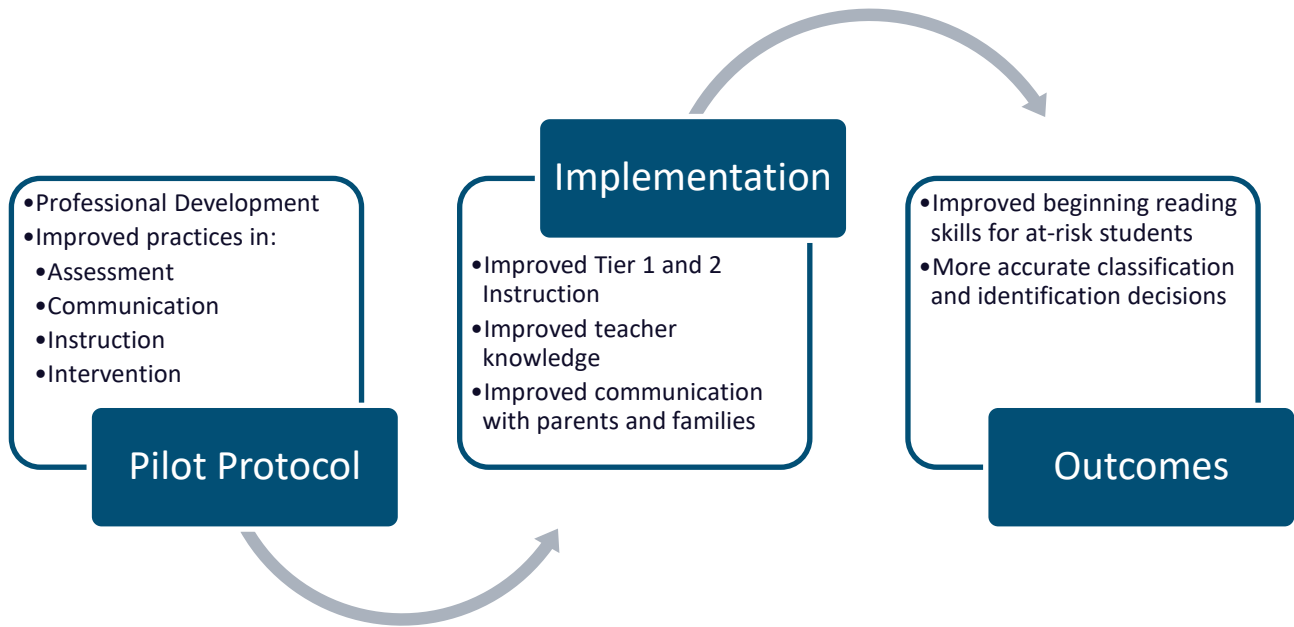 •Professional Development
•Improved practices in:
•Assessment
•Communication
•Instruction
•Intervention
Pilot Protocol
Implementation
•Improved Tier 1 and 2
Instruction
•Improved teacher
knowledge
•Improved communication
with parents and families
•Improved beginning reading
skills for at-risk students
•More accurate classification
and identification decisions
Outcomes